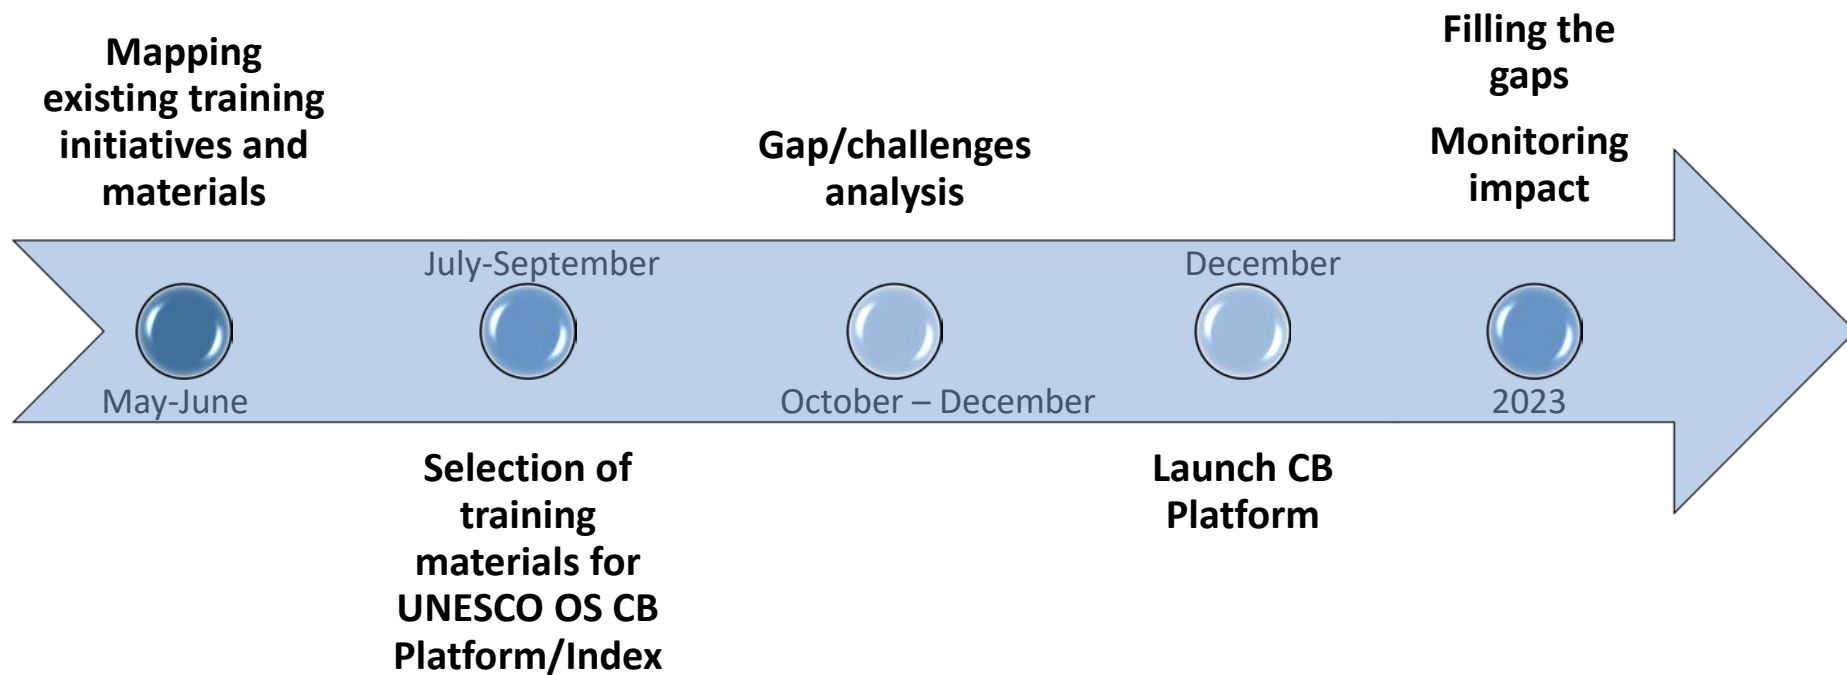 Mapping
existing training
initiatives and
materials
May-June
July-September
Selection of
training
materials for
UNESCO OS CB
Platform/Index
Gap/challenges
analysis
October – December
December
Launch CB
Platform
Filling the
gaps
Monitoring
impact
2023